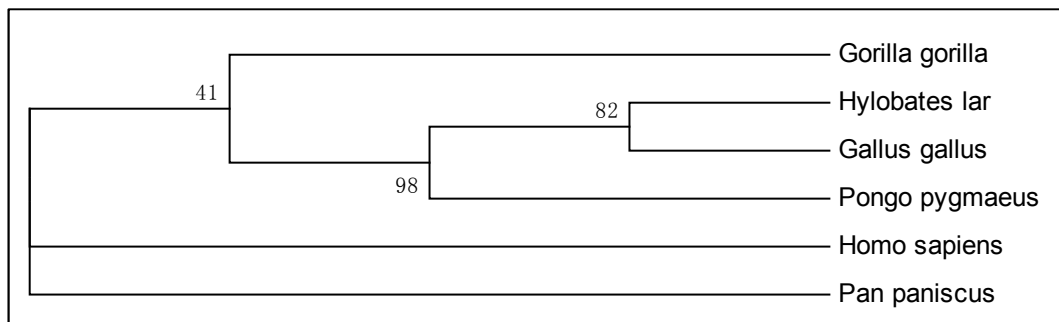 Gorilla gorilla
41
Hylobates lar
82
Gallus gallus
98
Pongo pygmaeus
Homo sapiens
Pan paniscus